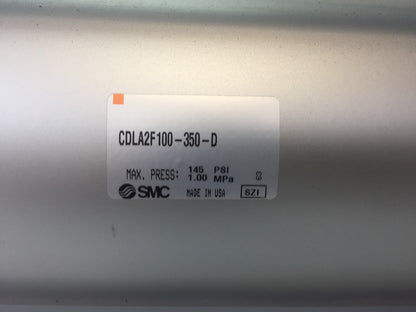 CDLA2F100-350-D
MAX. PRESS: 145 PSI
1.00 MPa
SMC MADE IN USA SZI